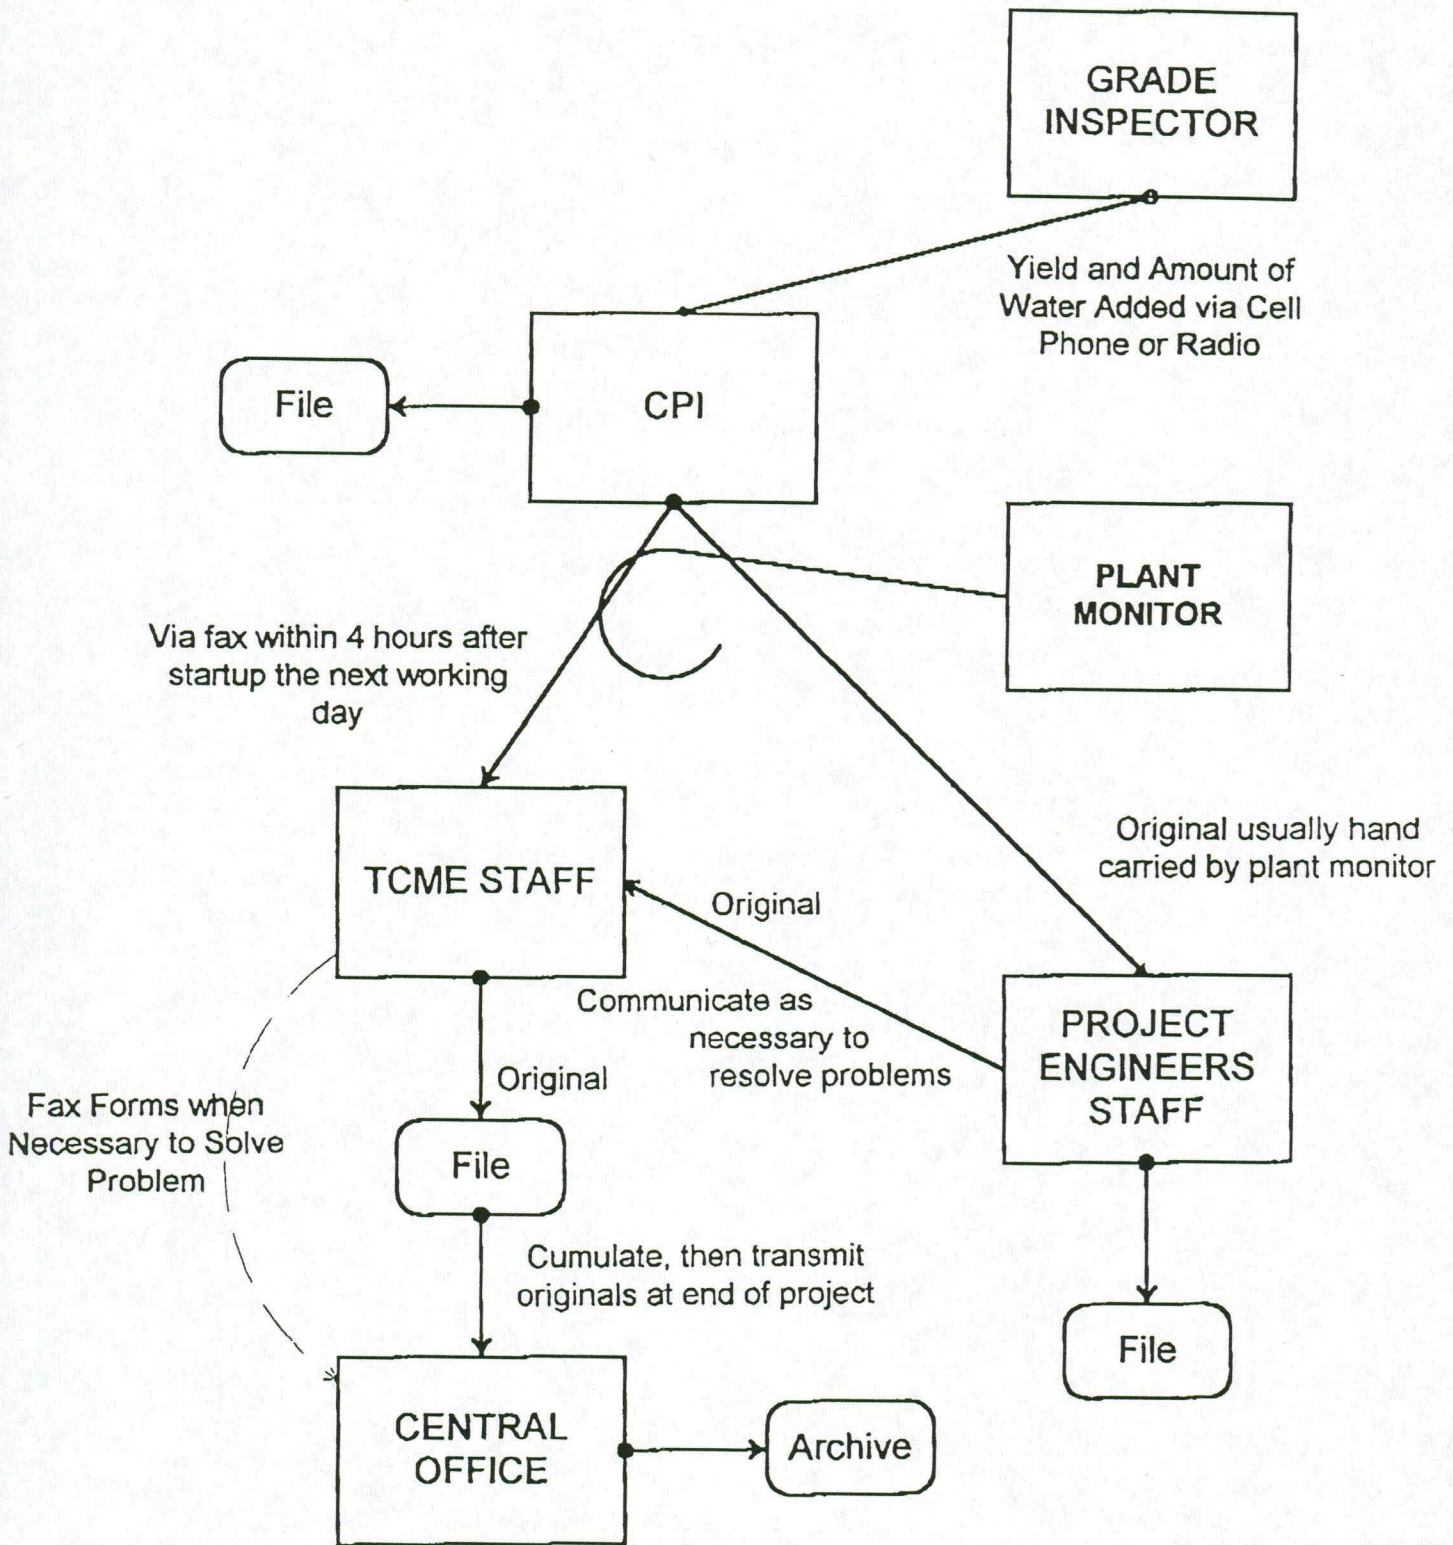 GRADE
INSPECTOR
Yield and Amount of
Water Added via Cell
Phone or Radio
File
CPI
PLANT
MONITOR
Via fax within 4 hours after
startup the next working
day
Original usually hand
carried by plant monitor
TCME STAFF
Original
Communicate as
necessary to
resolve problems
PROJECT
ENGINEERS
STAFF
Original
Fax Forms when
Necessary to Solve
Problem
File
Cumulate, then transmit
originals at end of project
File
CENTRAL
OFFICE
Archive